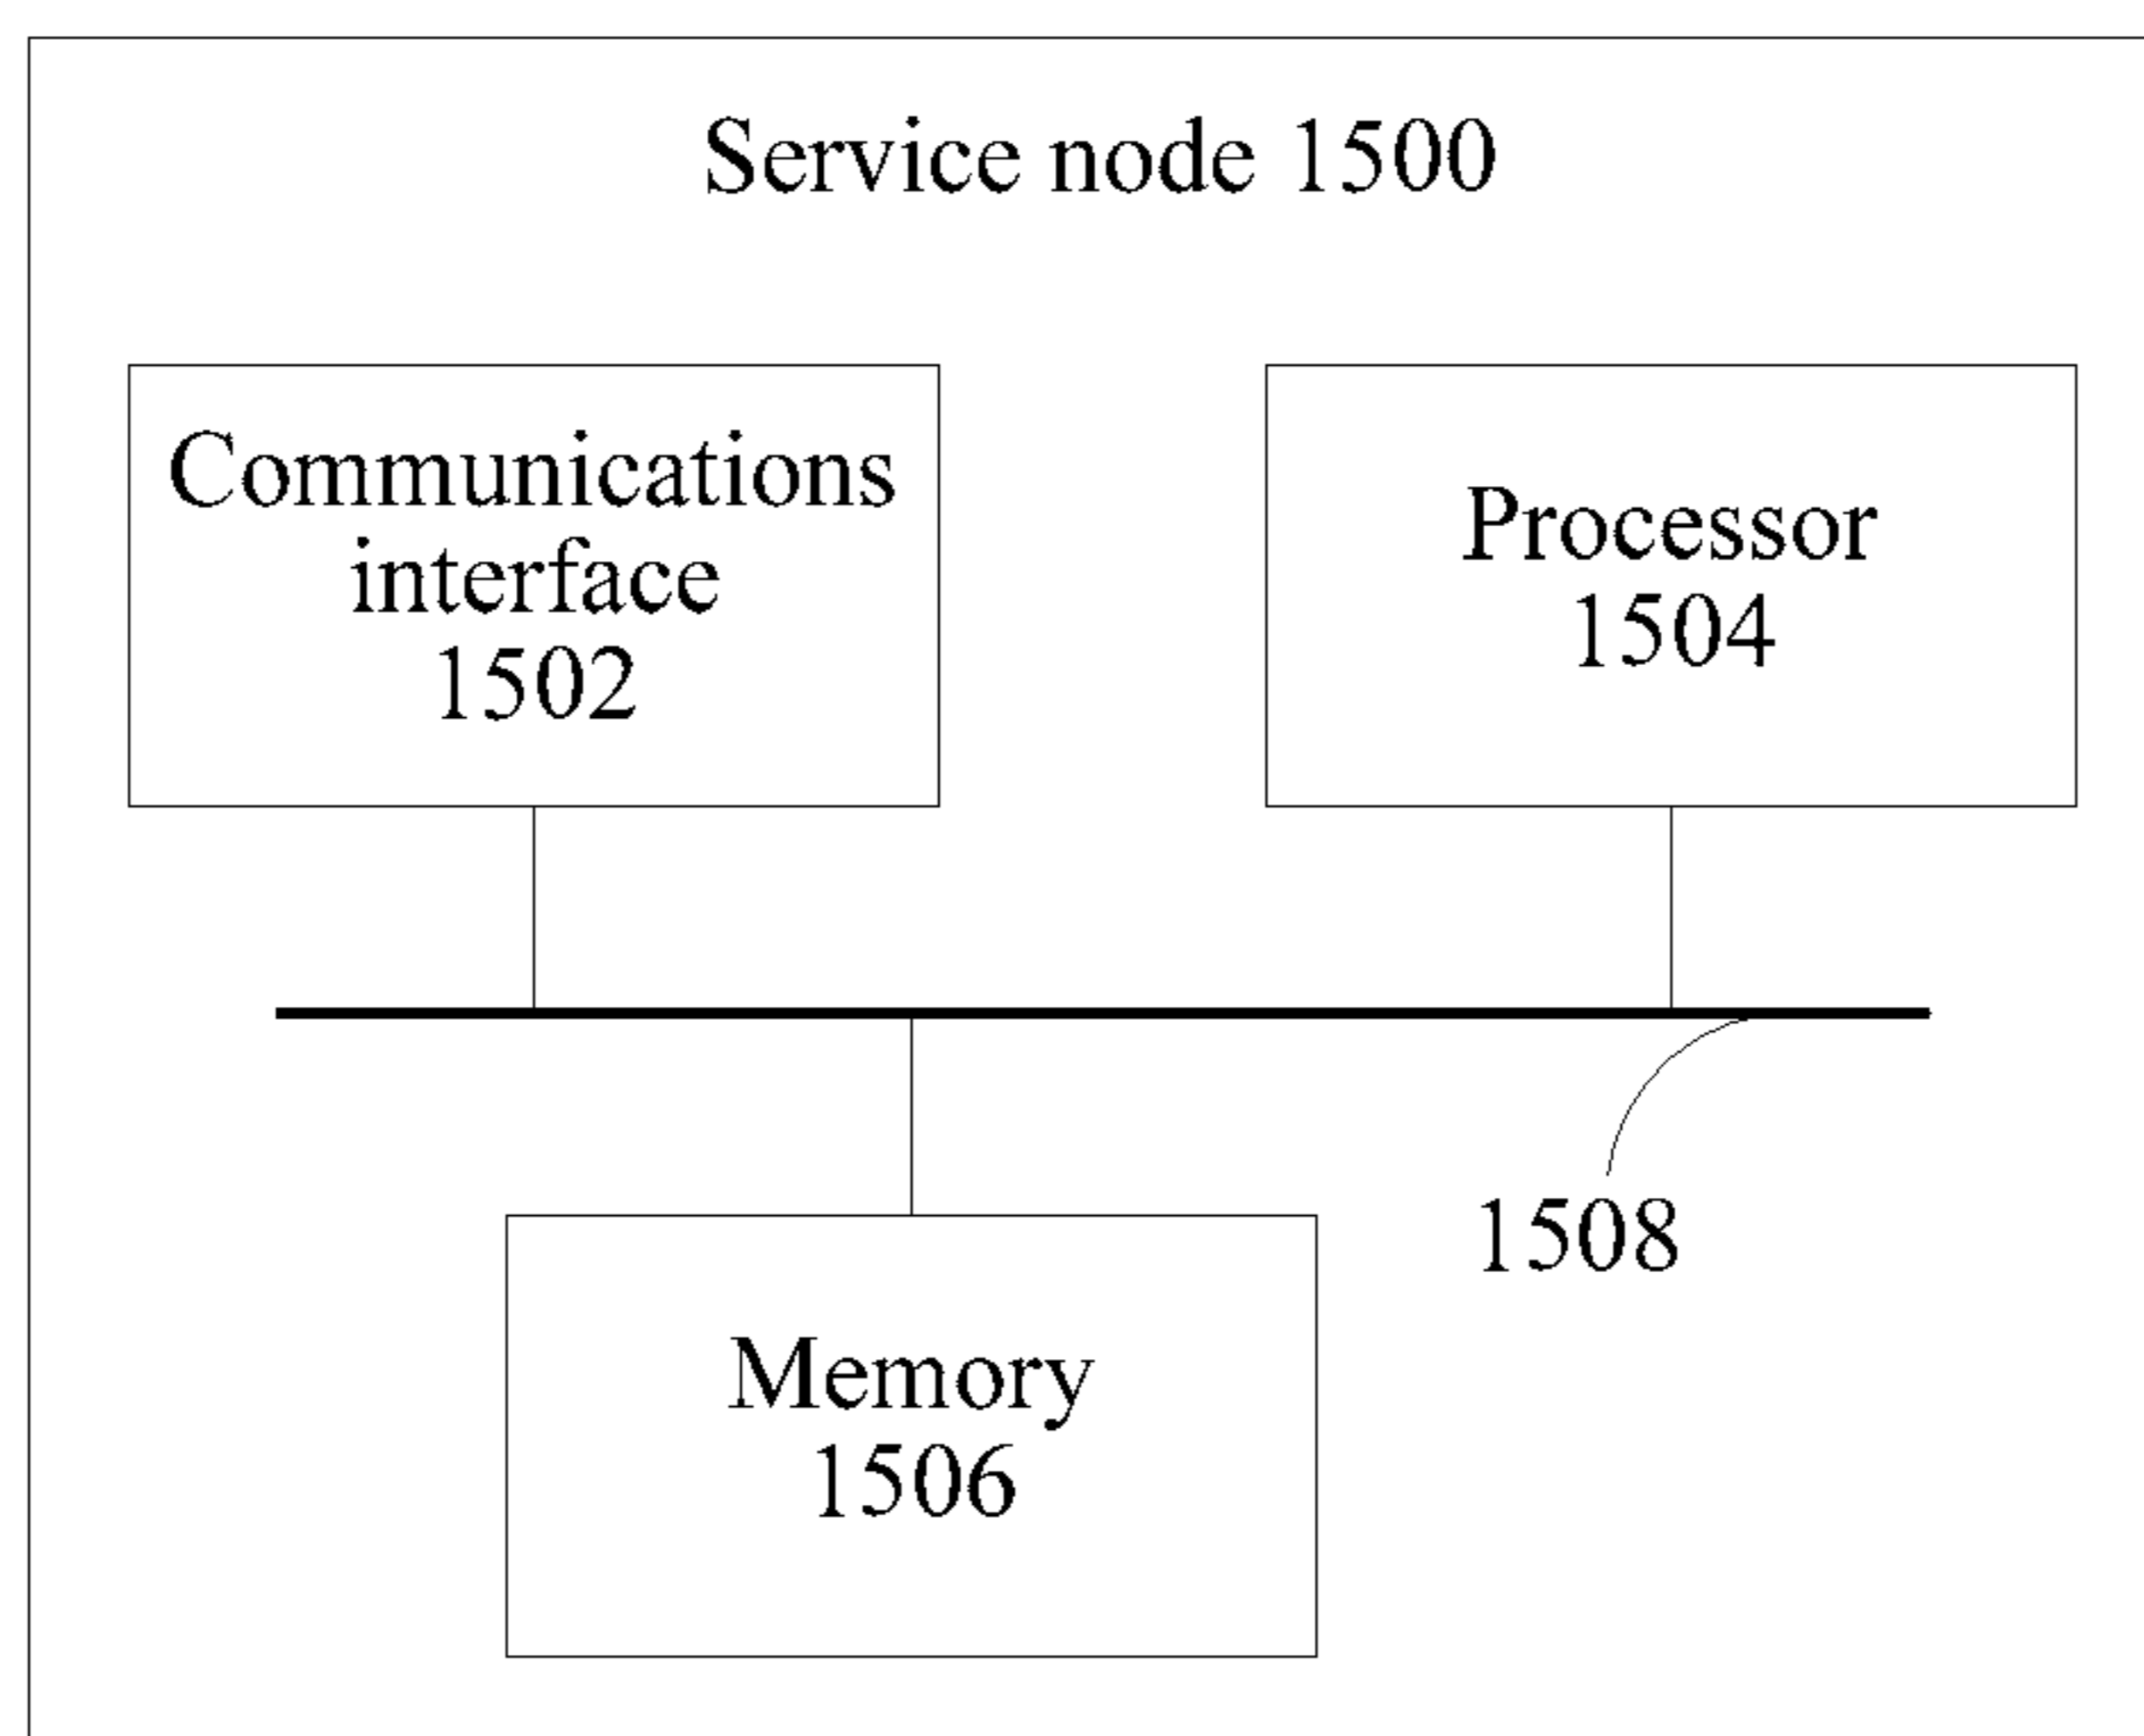 Service node 1500
Communications
interface
1502
Processor
1504
1508
Memory
1506